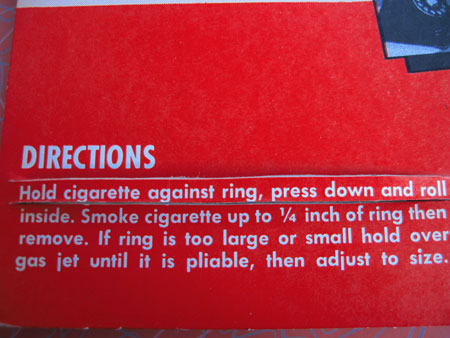 DIRECTIONS
Hold cigarette against ring, press down and roll
inside. Smoke cigarette up to ¼ inch of ring then
remove. If ring is too large or small hold over
gas jet until it is pliable, then adjust to size.